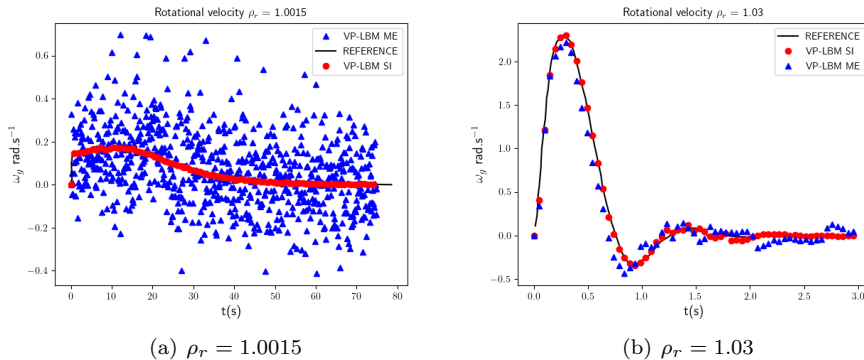 Rotational velocity ρr = 1.0015
VP-LBM ME
REFERENCE
VP-LBM SI
ωg rad.s−1
0.6
0.4
0.2
0.0
−0.2
−0.4
0
10
20
30
40
50
60
70
80
t(s)
(a) ρr = 1.0015
Rotational velocity ρr = 1.03
REFERENCE
VP-LBM SI
VP-LBM ME
ωg rad.s−1
2.0
1.5
1.0
0.5
0.0
−0.5
0.0
0.5
1.0
1.5
2.0
2.5
3.0
t(s)
(b) ρr = 1.03